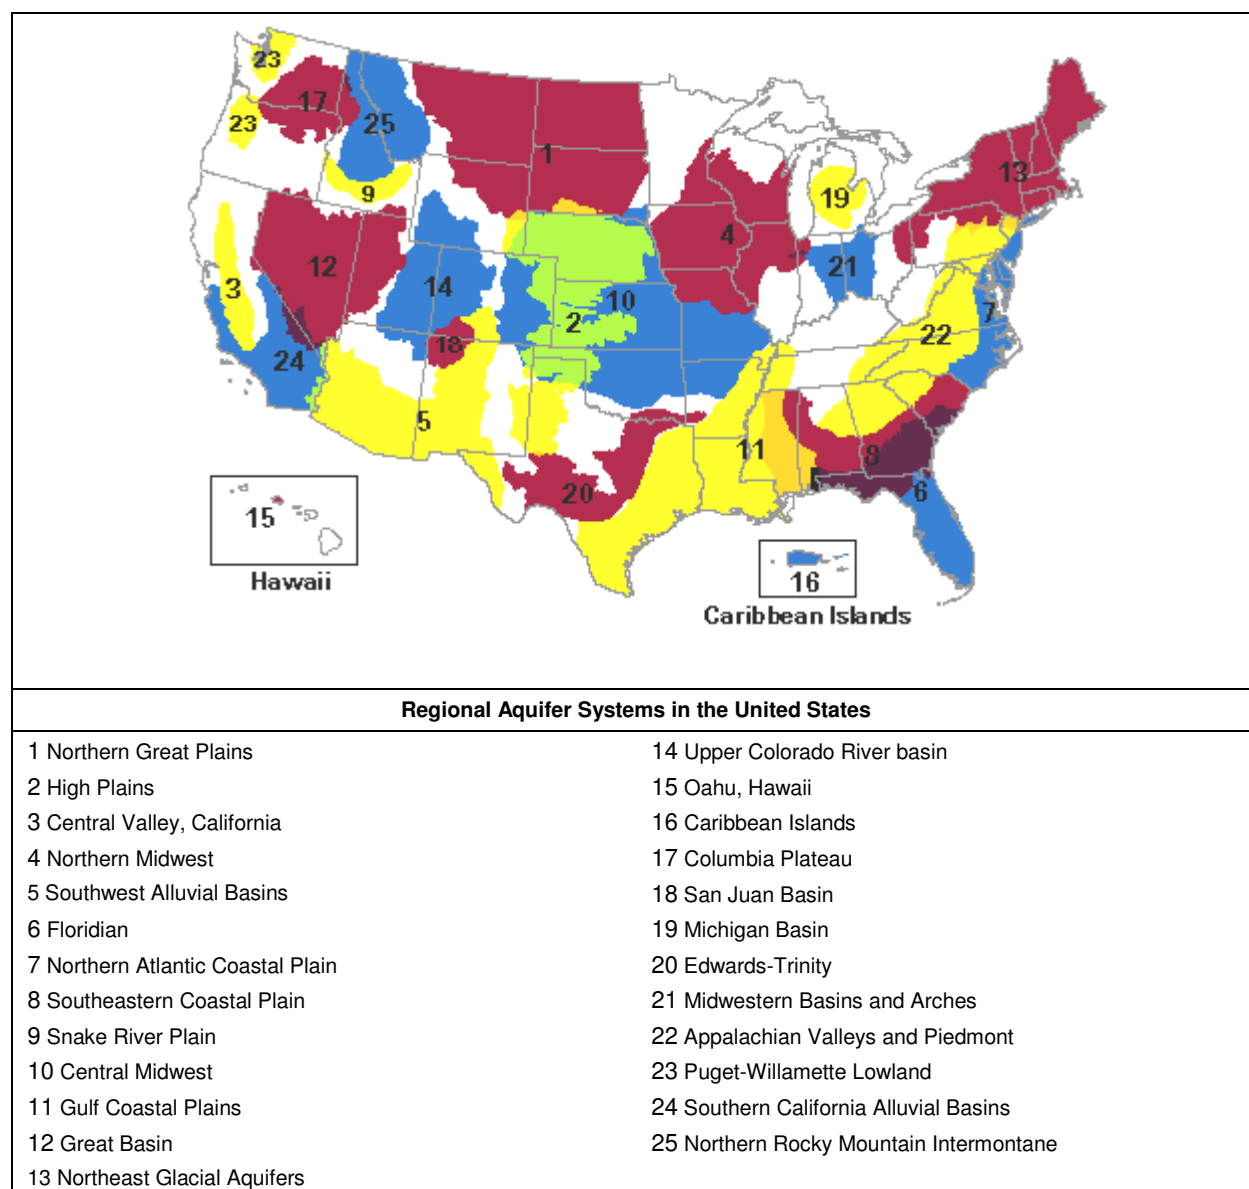 23
17
23
25
1
13
9
19
4
12
21
3
14
10
7
2
22
18
24
5
11
8
20
6
15
Hawaii
16
Caribbean Islands
Regional Aquifer Systems in the United States
1 Northern Great Plains
2 High Plains
3 Central Valley, California
4 Northern Midwest
5 Southwest Alluvial Basins
6 Floridian
7 Northern Atlantic Coastal Plain
8 Southeastern Coastal Plain
9 Snake River Plain
10 Central Midwest
11 Gulf Coastal Plains
12 Great Basin
13 Northeast Glacial Aquifers
14 Upper Colorado River basin
15 Oahu, Hawaii
16 Caribbean Islands
17 Columbia Plateau
18 San Juan Basin
19 Michigan Basin
20 Edwards-Trinity
21 Midwestern Basins and Arches
22 Appalachian Valleys and Piedmont
23 Puget-Willamette Lowland
24 Southern California Alluvial Basins
25 Northern Rocky Mountain Intermontane